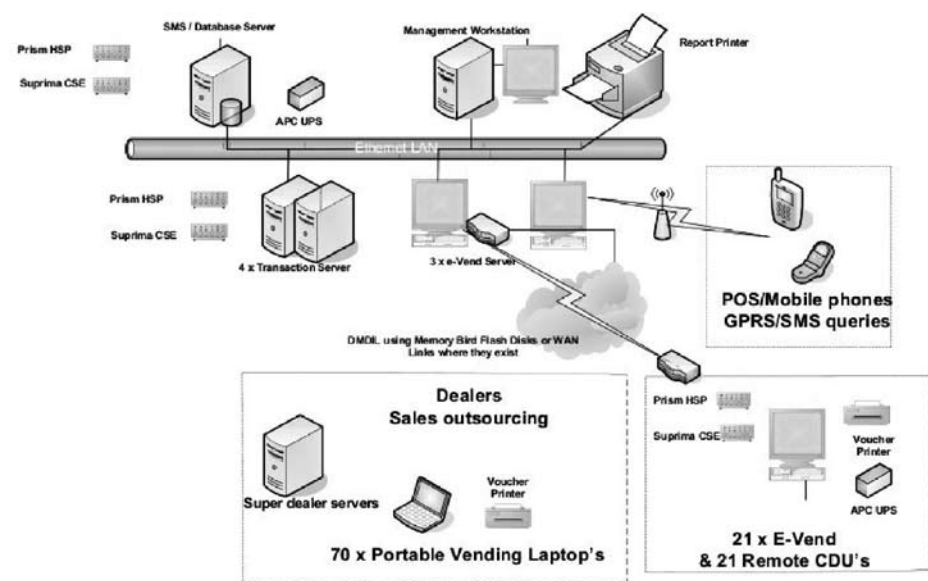 SMS / Database Server
Management Workstation
Report Printer
Prism HSP
Suprima CSE
APC UPS
Ethernet LAN
Prism HSP
Suprima CSE
4 x Transaction Server
3 x e-Vend Server
POS/Mobile phones
GPRS/SMS queries
DMDIL using Memory Bird Flash Disks or WAN
Links where they exist
Dealers
Sales outsourcing
Super dealer servers
Voucher
Printer
70 x Portable Vending Laptop's
Prism HSP
Suprima CSE
Voucher
Printer
APC UPS
21 x E-Vend
& 21 Remote CDU's